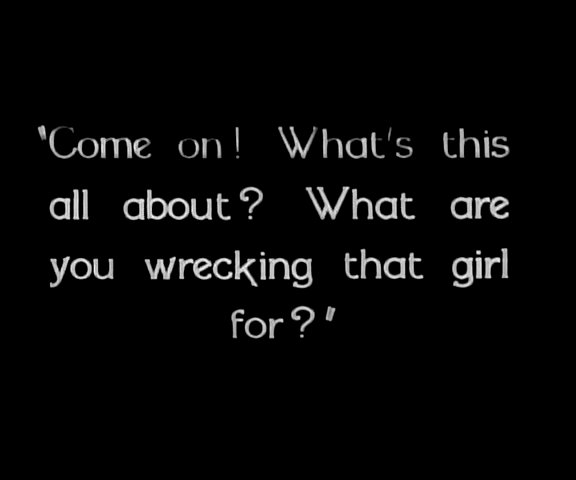 "Come on! What's this
all about? What are
you wrecking that girl
for?"